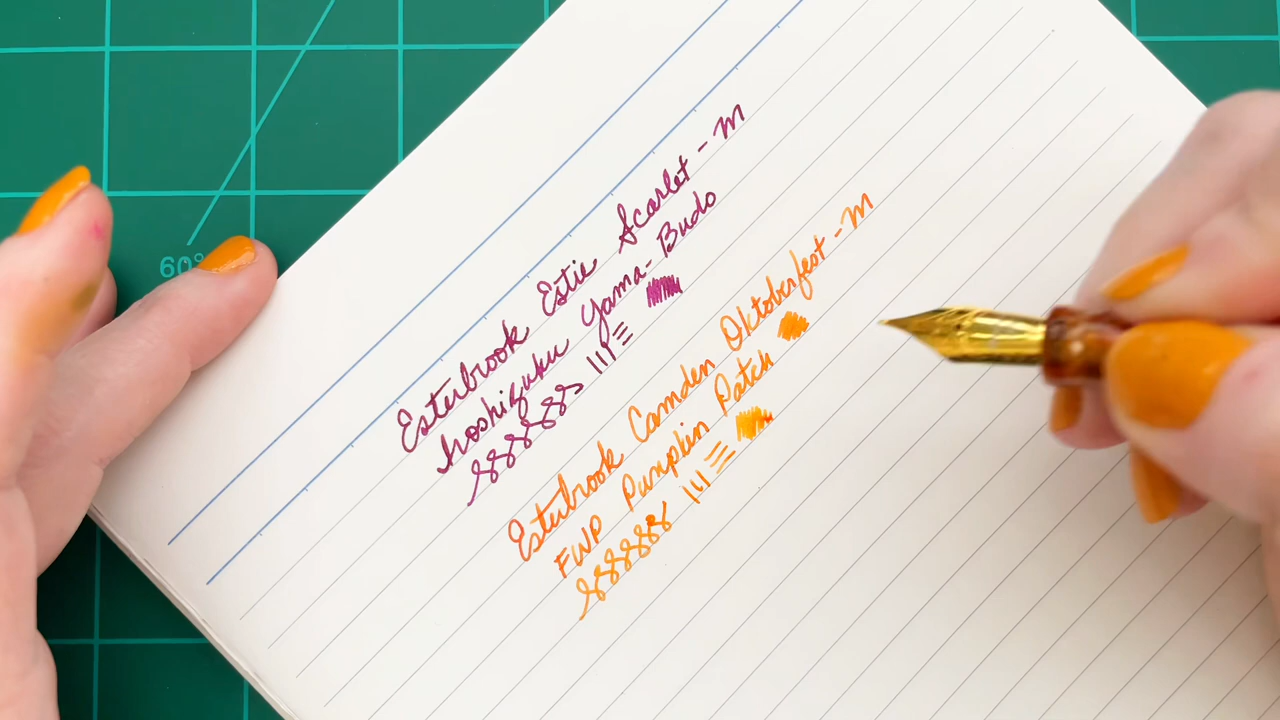 60°
Esterbrook Estie Scarlet - M
Iroshizuku Yama-Budo
Esterbrook Camden Oktoberfest - M
FWP Pumpkin Patch